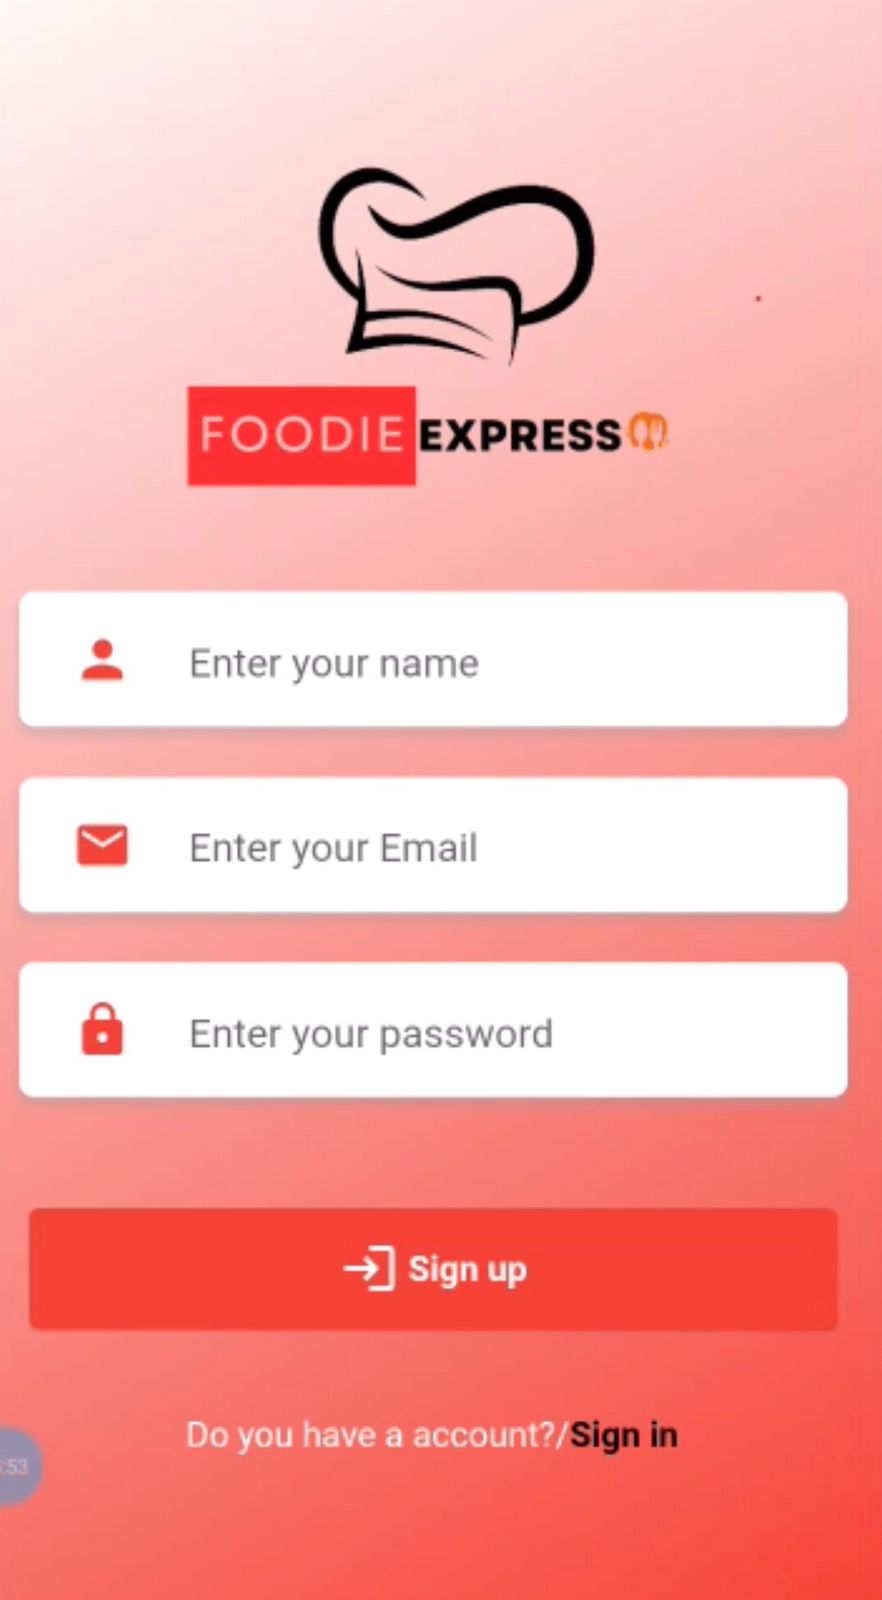 FOODIE EXPRESS
Enter your name
Enter your Email
Enter your password
Sign up
Do you have a account?/Sign in
:53